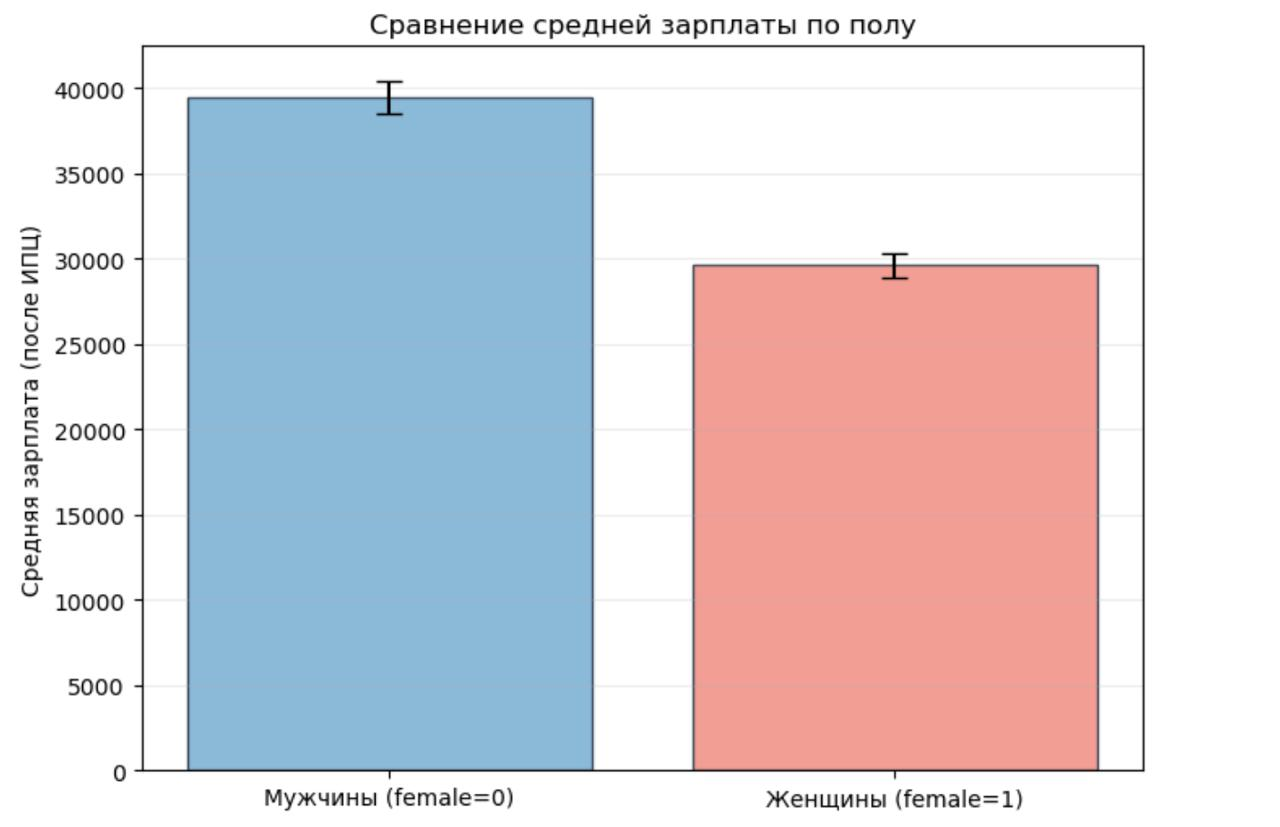 Сравнение средней зарплаты по полу
Средняя зарплата (после ИПЦ)
40000
35000
30000
25000
20000
15000
10000
5000
0
Мужчины (female=0)
Женщины (female=1)